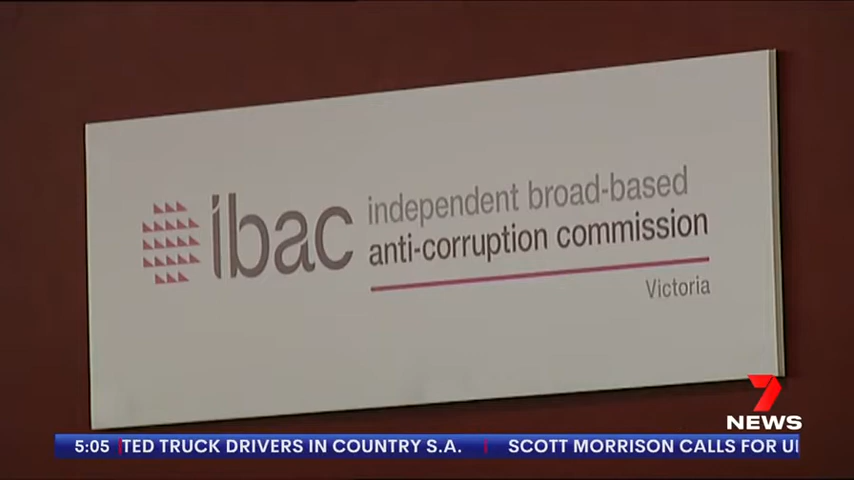 ibac
independent broad-based
anti-corruption commission
Victoria
7
NEWS
5:05 TED TRUCK DRIVERS IN COUNTRY S.A. | SCOTT MORRISON CALLS FOR